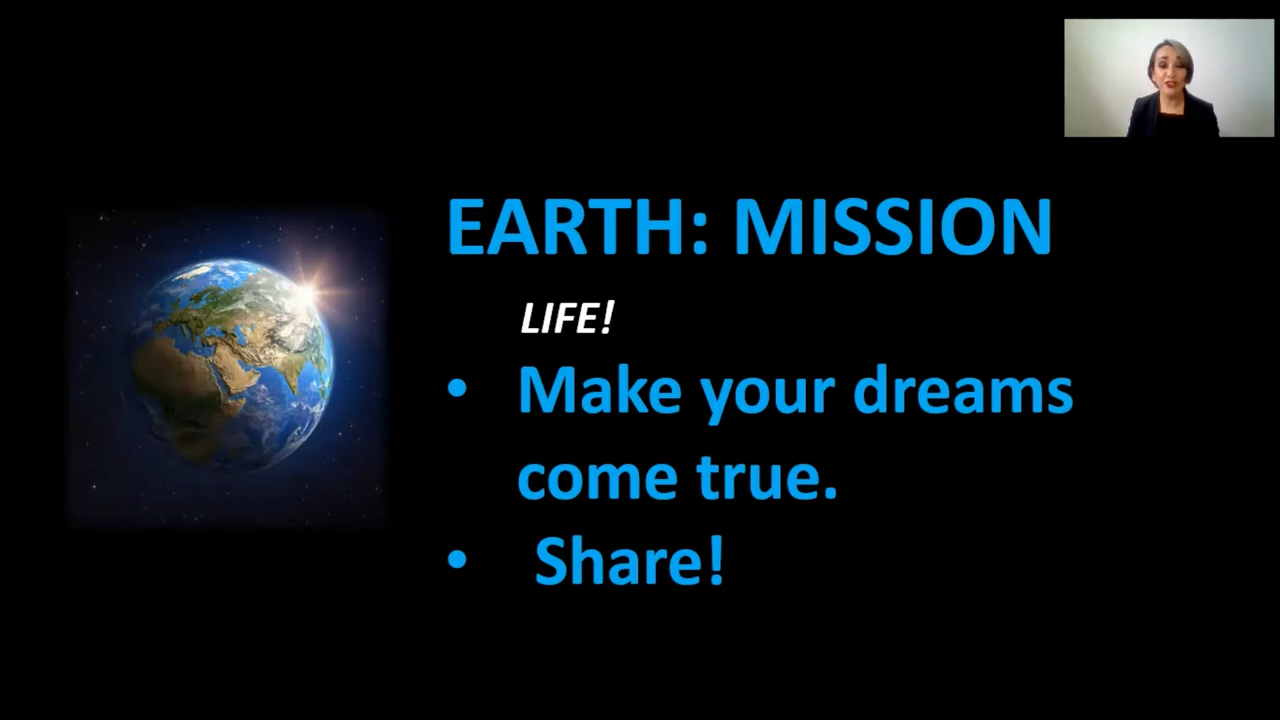 EARTH: MISSION
LIFE!
• Make your dreams
come true.
• Share!